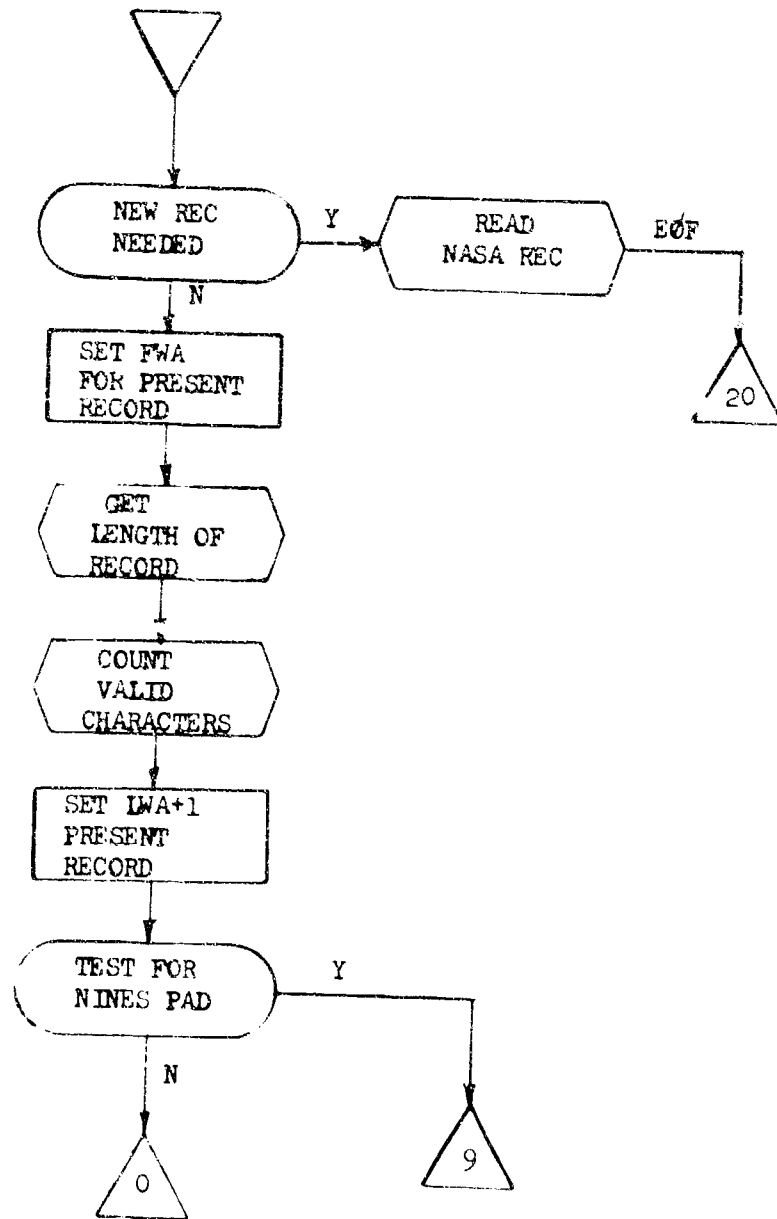 NEW REC
NEEDED
Y
READ
NASA REC
EØF
N
20
SET FWA
FOR PRESENT
RECORD
GET
LENGTH OF
RECORD
COUNT
VALID
CHARACTERS
SET LWA+1
PRESENT
RECORD
TEST FOR
NINES PAD
Y
N
9
0